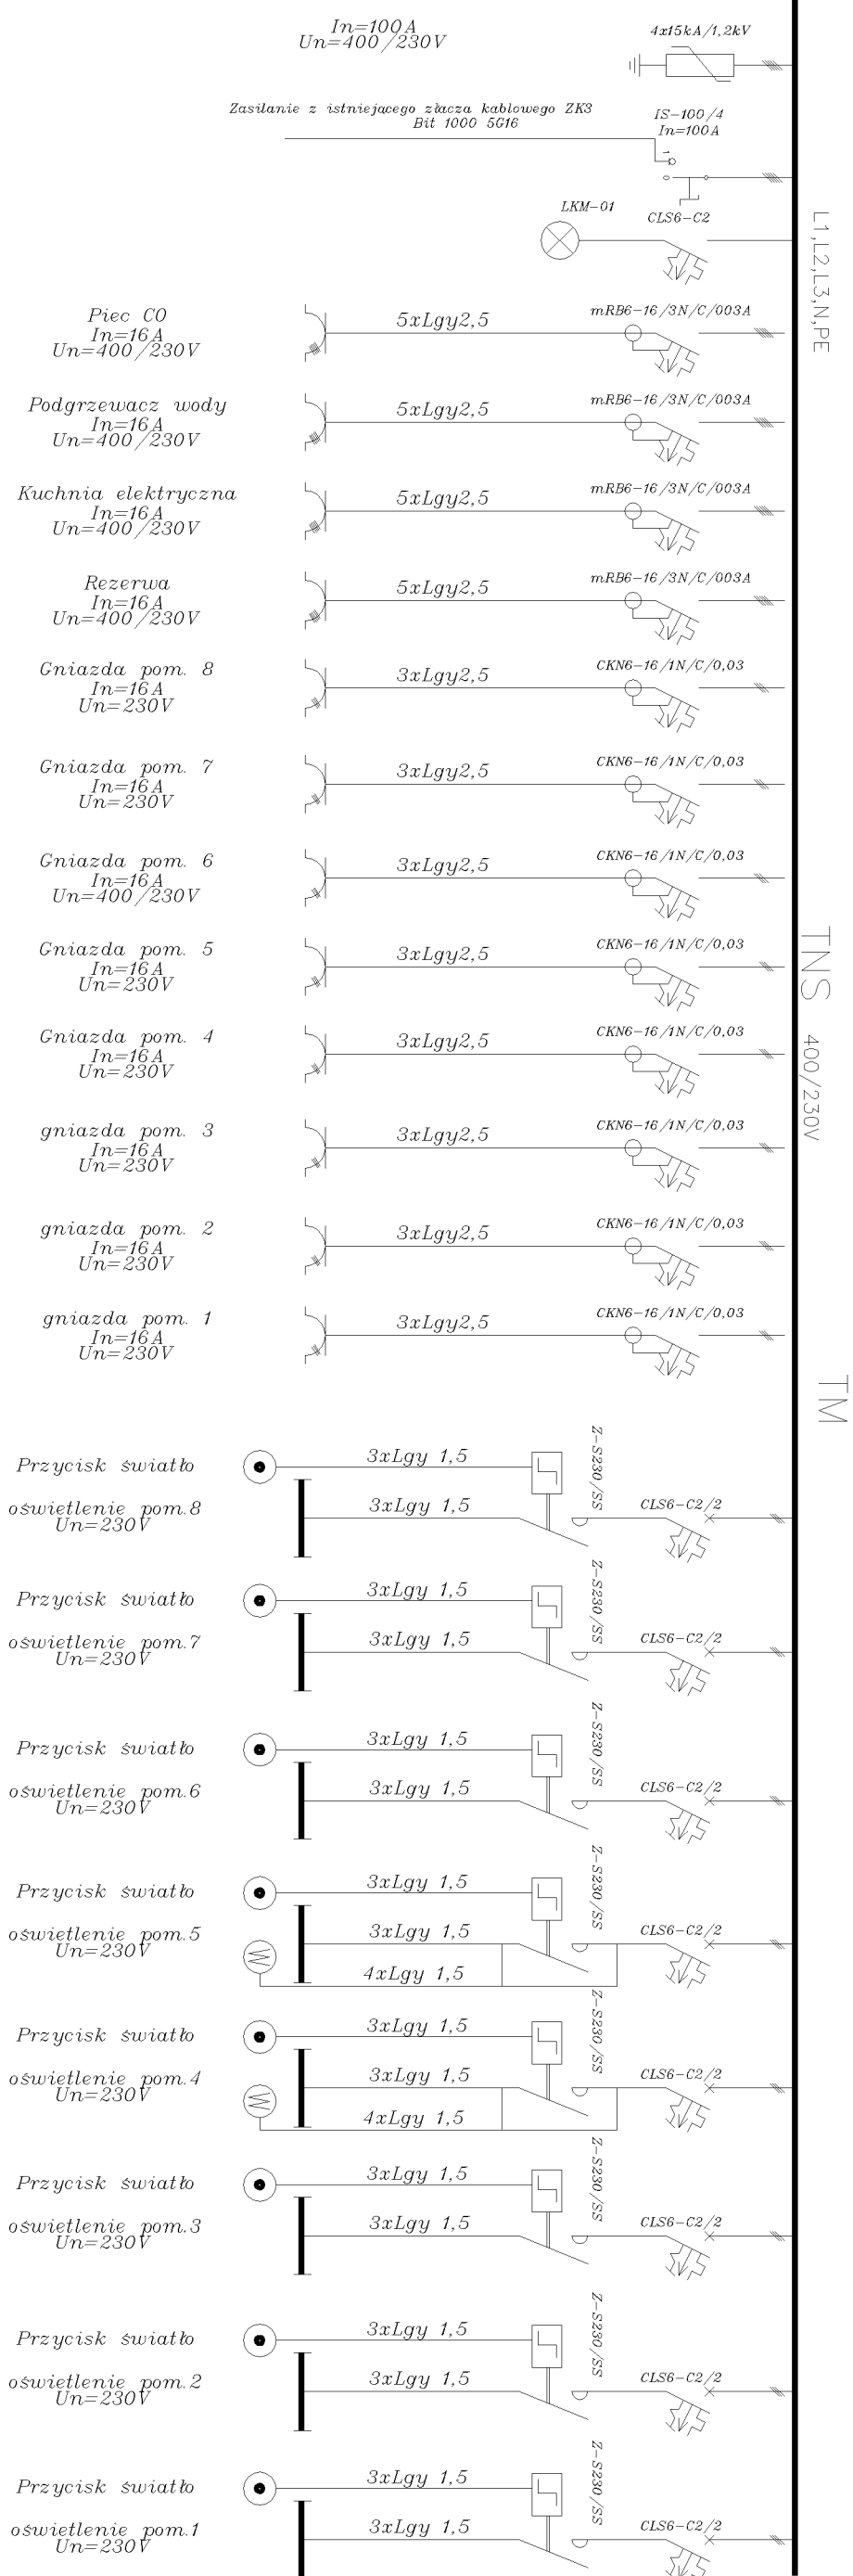 In=100A
Un=400/230V
4x15kA/1,2kV
Zasilanie z istniejącego złącza kablowego ZK3
Bit 1000 5G16
IS-100/4
In=100A
1
0
LKM-01
CLS6-C2
L1,L2,L3,N,PE
Piec CO
In=16A
Un=400/230V
5xLgy2,5
mRB6-16/3N/C/003A
Podgrzewacz wody
In=16A
Un=400/230V
5xLgy2,5
mRB6-16/3N/C/003A
Kuchnia elektryczna
In=16A
Un=400/230V
5xLgy2,5
mRB6-16/3N/C/003A
Rezerwa
In=16A
Un=400/230V
5xLgy2,5
mRB6-16/3N/C/003A
Gniazda pom. 8
In=16A
Un=230V
3xLgy2,5
CKN6-16/1N/C/0,03
Gniazda pom. 7
In=16A
Un=230V
3xLgy2,5
CKN6-16/1N/C/0,03
Gniazda pom. 6
In=16A
Un=400/230V
3xLgy2,5
CKN6-16/1N/C/0,03
Gniazda pom. 5
In=16A
Un=230V
3xLgy2,5
CKN6-16/1N/C/0,03
TNS 400/230V
Gniazda pom. 4
In=16A
Un=230V
3xLgy2,5
CKN6-16/1N/C/0,03
gniazda pom. 3
In=16A
Un=230V
3xLgy2,5
CKN6-16/1N/C/0,03
gniazda pom. 2
In=16A
Un=230V
3xLgy2,5
CKN6-16/1N/C/0,03
gniazda pom. 1
In=16A
Un=230V
3xLgy2,5
CKN6-16/1N/C/0,03
TM
Przycisk światło
3xLgy 1,5
Z-S230/SS
oświetlenie pom.8
Un=230V
3xLgy 1,5
CLS6-C2/2
Przycisk światło
3xLgy 1,5
Z-S230/SS
oświetlenie pom.7
Un=230V
3xLgy 1,5
CLS6-C2/2
Przycisk światło
3xLgy 1,5
Z-S230/SS
oświetlenie pom.6
Un=230V
3xLgy 1,5
CLS6-C2/2
Przycisk światło
3xLgy 1,5
Z-S230/SS
oświetlenie pom.5
Un=230V
3xLgy 1,5
CLS6-C2/2
4xLgy 1,5
Przycisk światło
3xLgy 1,5
Z-S230/SS
oświetlenie pom.4
Un=230V
3xLgy 1,5
CLS6-C2/2
4xLgy 1,5
Przycisk światło
3xLgy 1,5
Z-S230/SS
oświetlenie pom.3
Un=230V
3xLgy 1,5
CLS6-C2/2
Przycisk światło
3xLgy 1,5
Z-S230/SS
oświetlenie pom.2
Un=230V
3xLgy 1,5
CLS6-C2/2
Przycisk światło
3xLgy 1,5
Z-S230/SS
oświetlenie pom.1
Un=230V
3xLgy 1,5
CLS6-C2/2